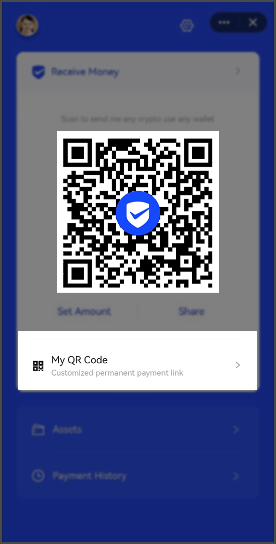 Receive Money
Scan to send me any crypto use any wallet
Set Amount
Share
My QR Code
Customized permanent payment link
Assets
Payment History